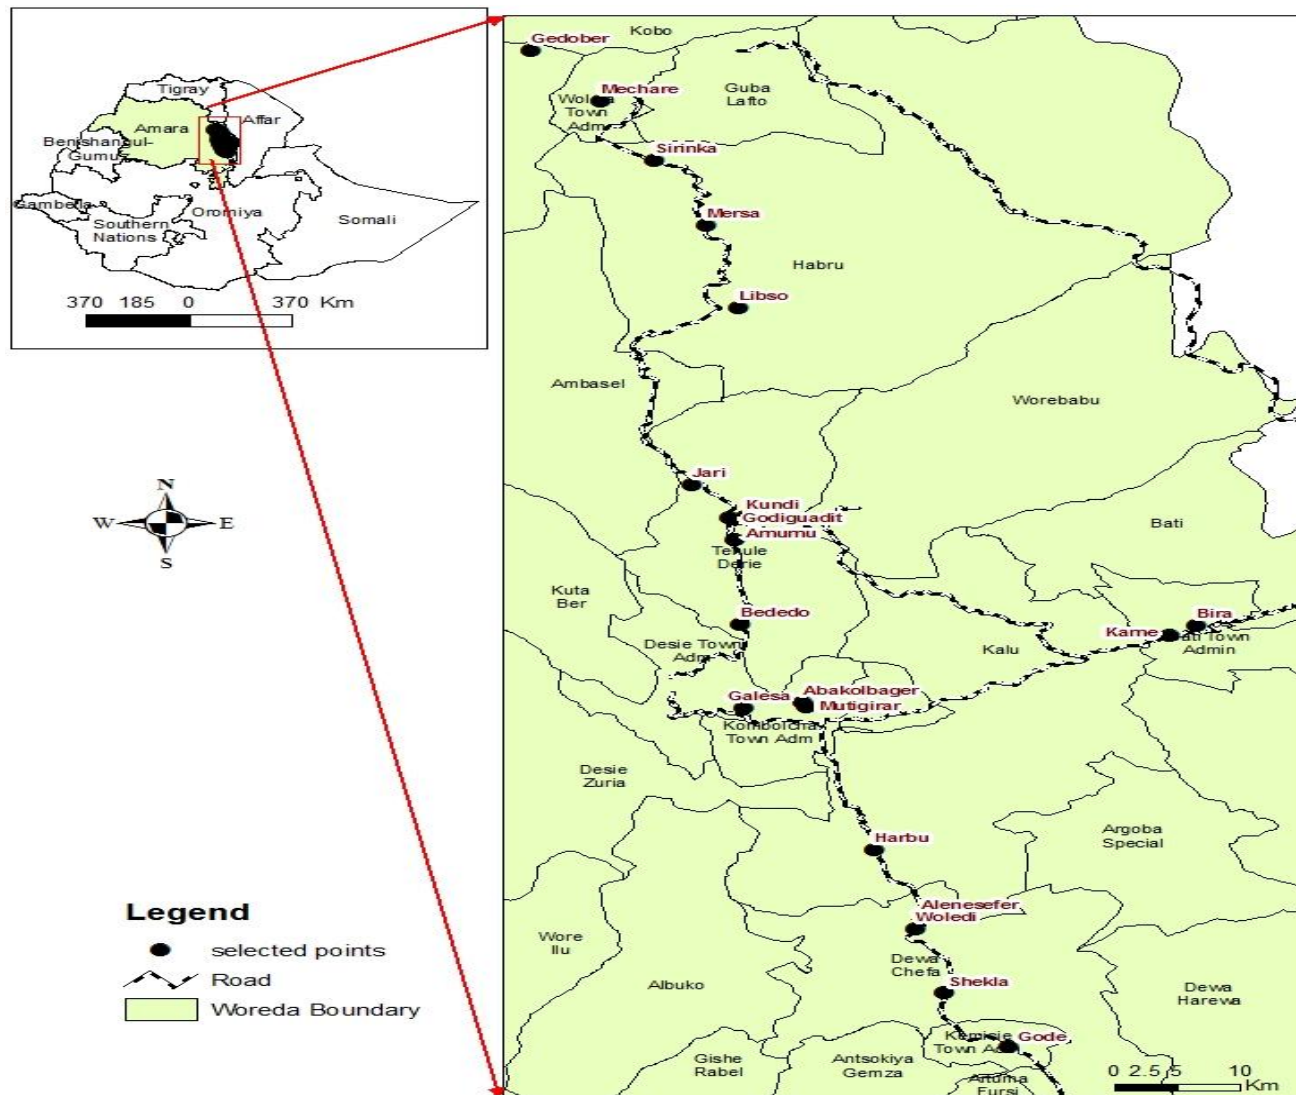 Tigray
Amara
Affar
Benishangul-
Gumu
Gambella
Oromiya
Somali
Southern
Nations
370 185 0 370 Km
N
W E
S
Legend
selected points
Road
Woreda Boundary
Kobo
Gedober
Mechare
Guba
Lafto
Town
Adm
Sirinka
Mersa
Habru
Libso
Ambasel
Worebabu
Jari
Kundi
Godiguadit
Amumu
Derie
Bati
Kuta
Ber
Bededo
Bira
Kame
Desie Town
Adm
Kalu
Town
Admin
Galesa
Abakolbager
Mutigirar
Kombolcha
Town Adm
Desie
Zuria
Harbu
Argoba
Special
Alenesefer
Woledi
Wore
Ilu
Dewa
Chefa
Albuko
Shekla
Dewa
Harewa
Kemisie
Town
Gode
Gishe
Rabel
Antsokiya
Gemza
Artuma
Fursi
0 2.5 5 10
Km